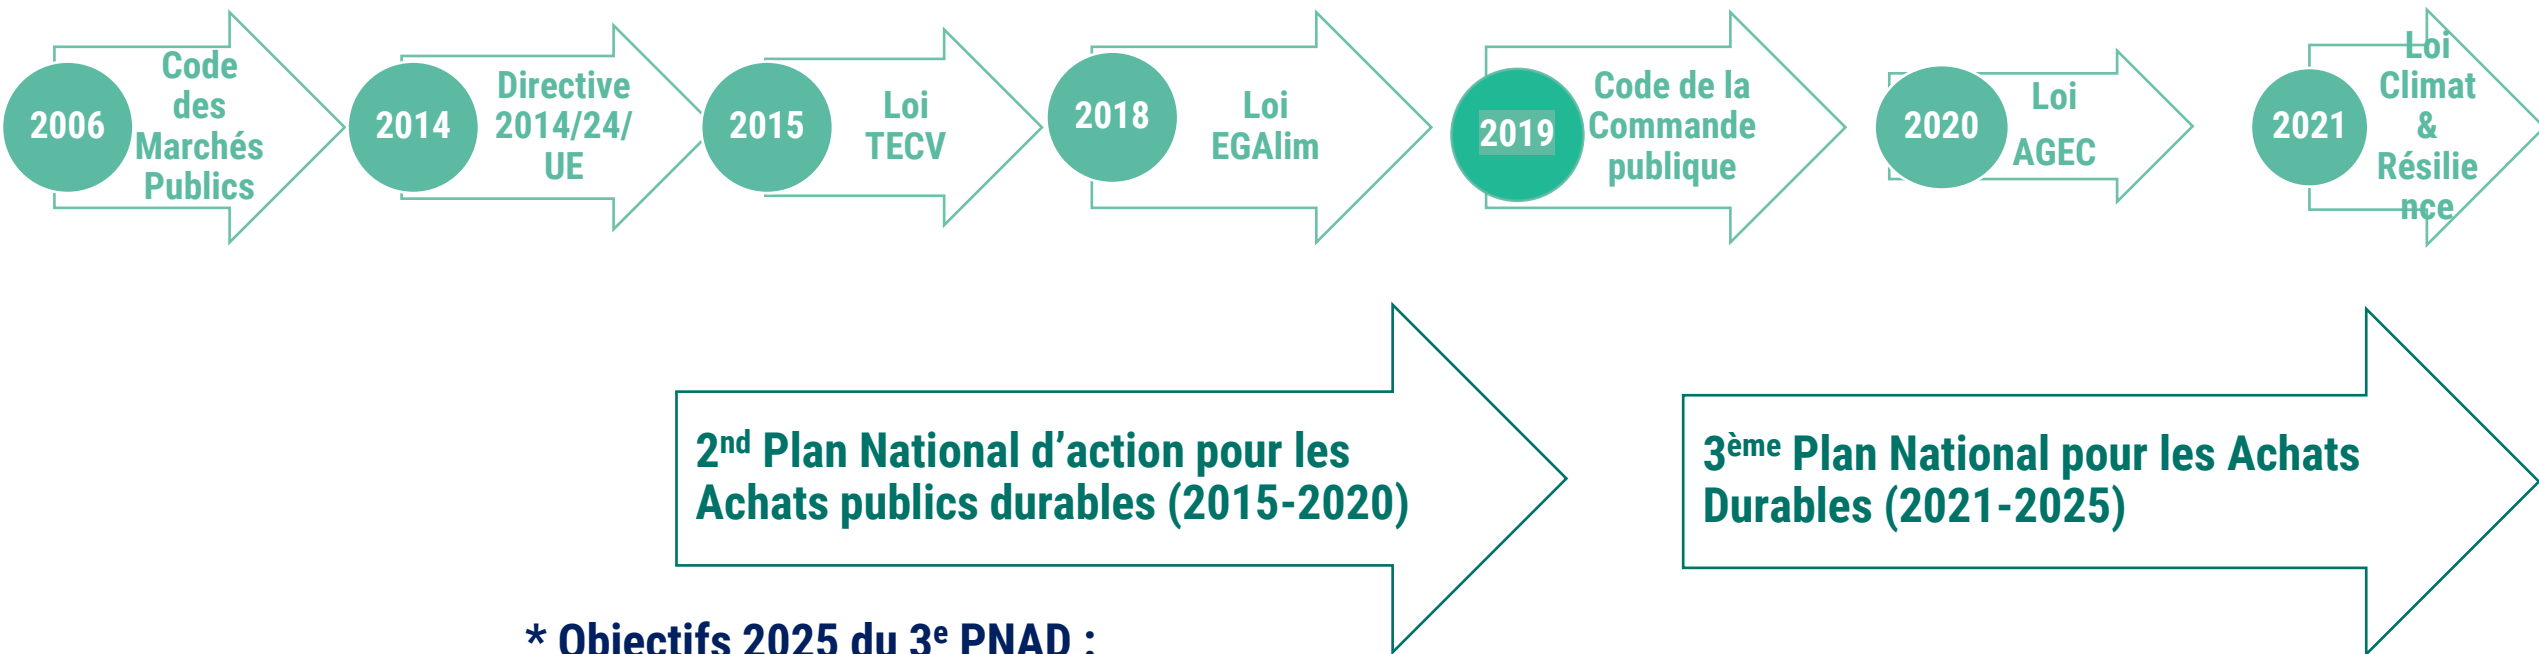 2006
Code
des
Marchés
Publics
2014
Directive
2014/24/
UE
2015
Loi
TECV
2018
Loi
EGAlim
2019
Code de la
Commande
publique
2020
Loi
AGEC
2021
Loi
Climat
&
Résilie
nce
2nd Plan National d’action pour les
Achats publics durables (2015-2020)
3ème Plan National pour les Achats
Durables (2021-2025)
* Objectifs 2025 du 3e PNAD :